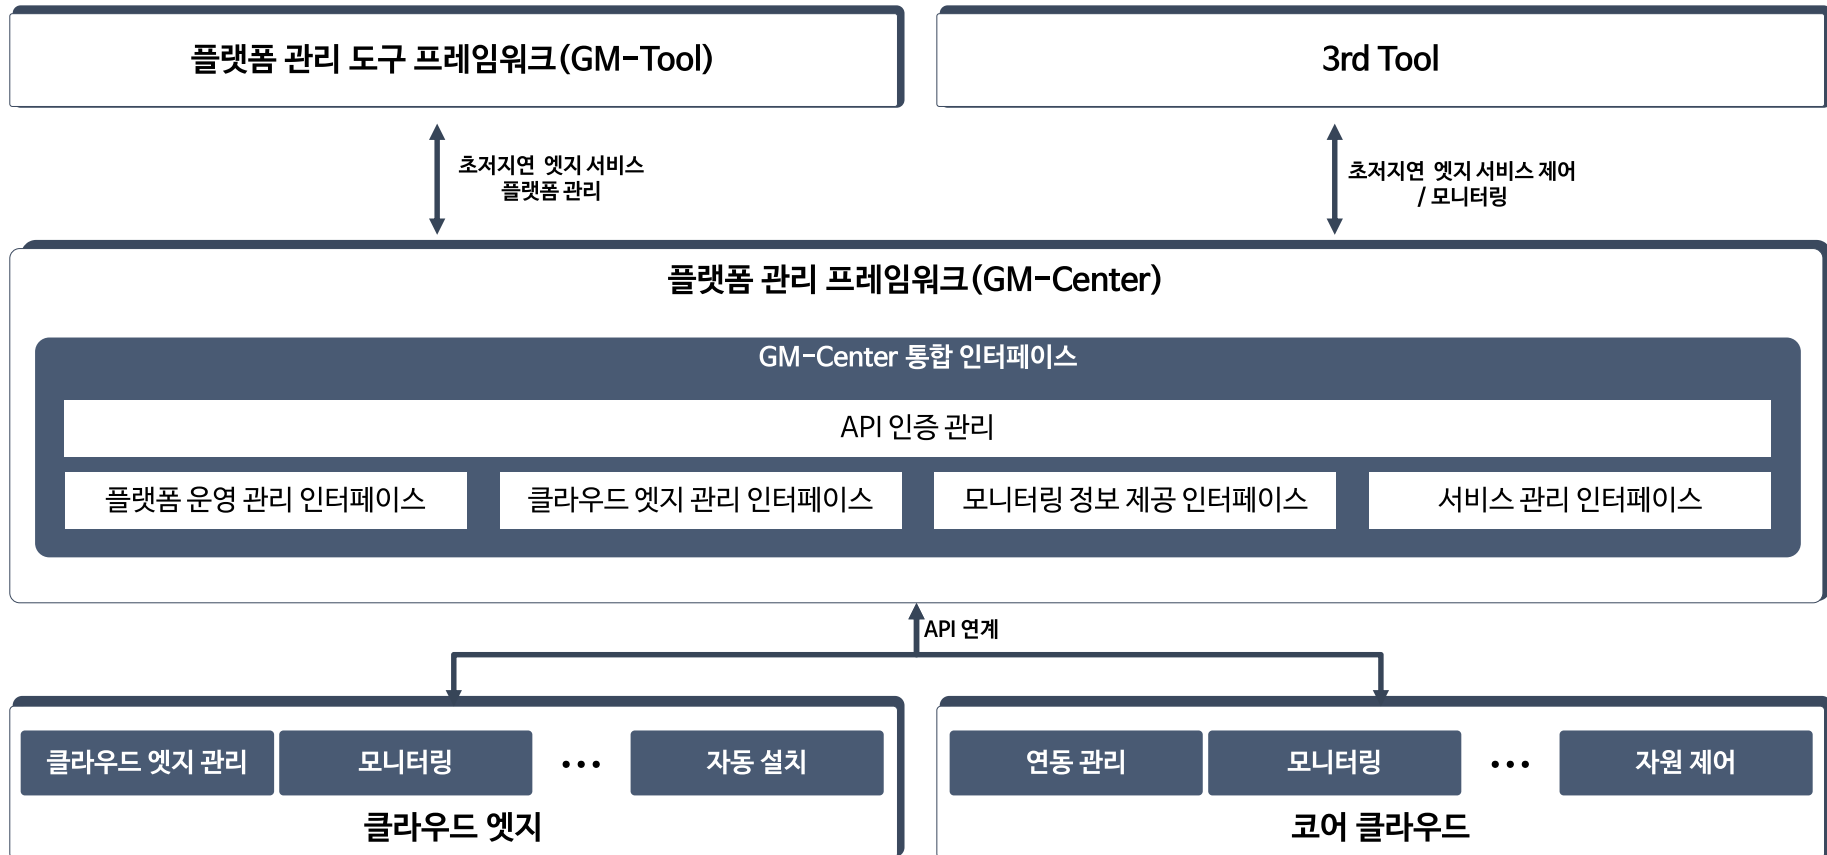 플랫폼 관리 도구 프레임워크(GM-Tool)
3rd Tool
초저지연 엣지 서비스
플랫폼 관리
초저지연 엣지 서비스 제어
/ 모니터링
플랫폼 관리 프레임워크(GM-Center)
GM-Center 통합 인터페이스
API 인증 관리
플랫폼 운영 관리 인터페이스
클라우드 엣지 관리 인터페이스
모니터링 정보 제공 인터페이스
서비스 관리 인터페이스
API 연계
클라우드 엣지 관리
모니터링
...
자동 설치
클라우드 엣지
연동 관리
모니터링
...
자원 제어
코어 클라우드